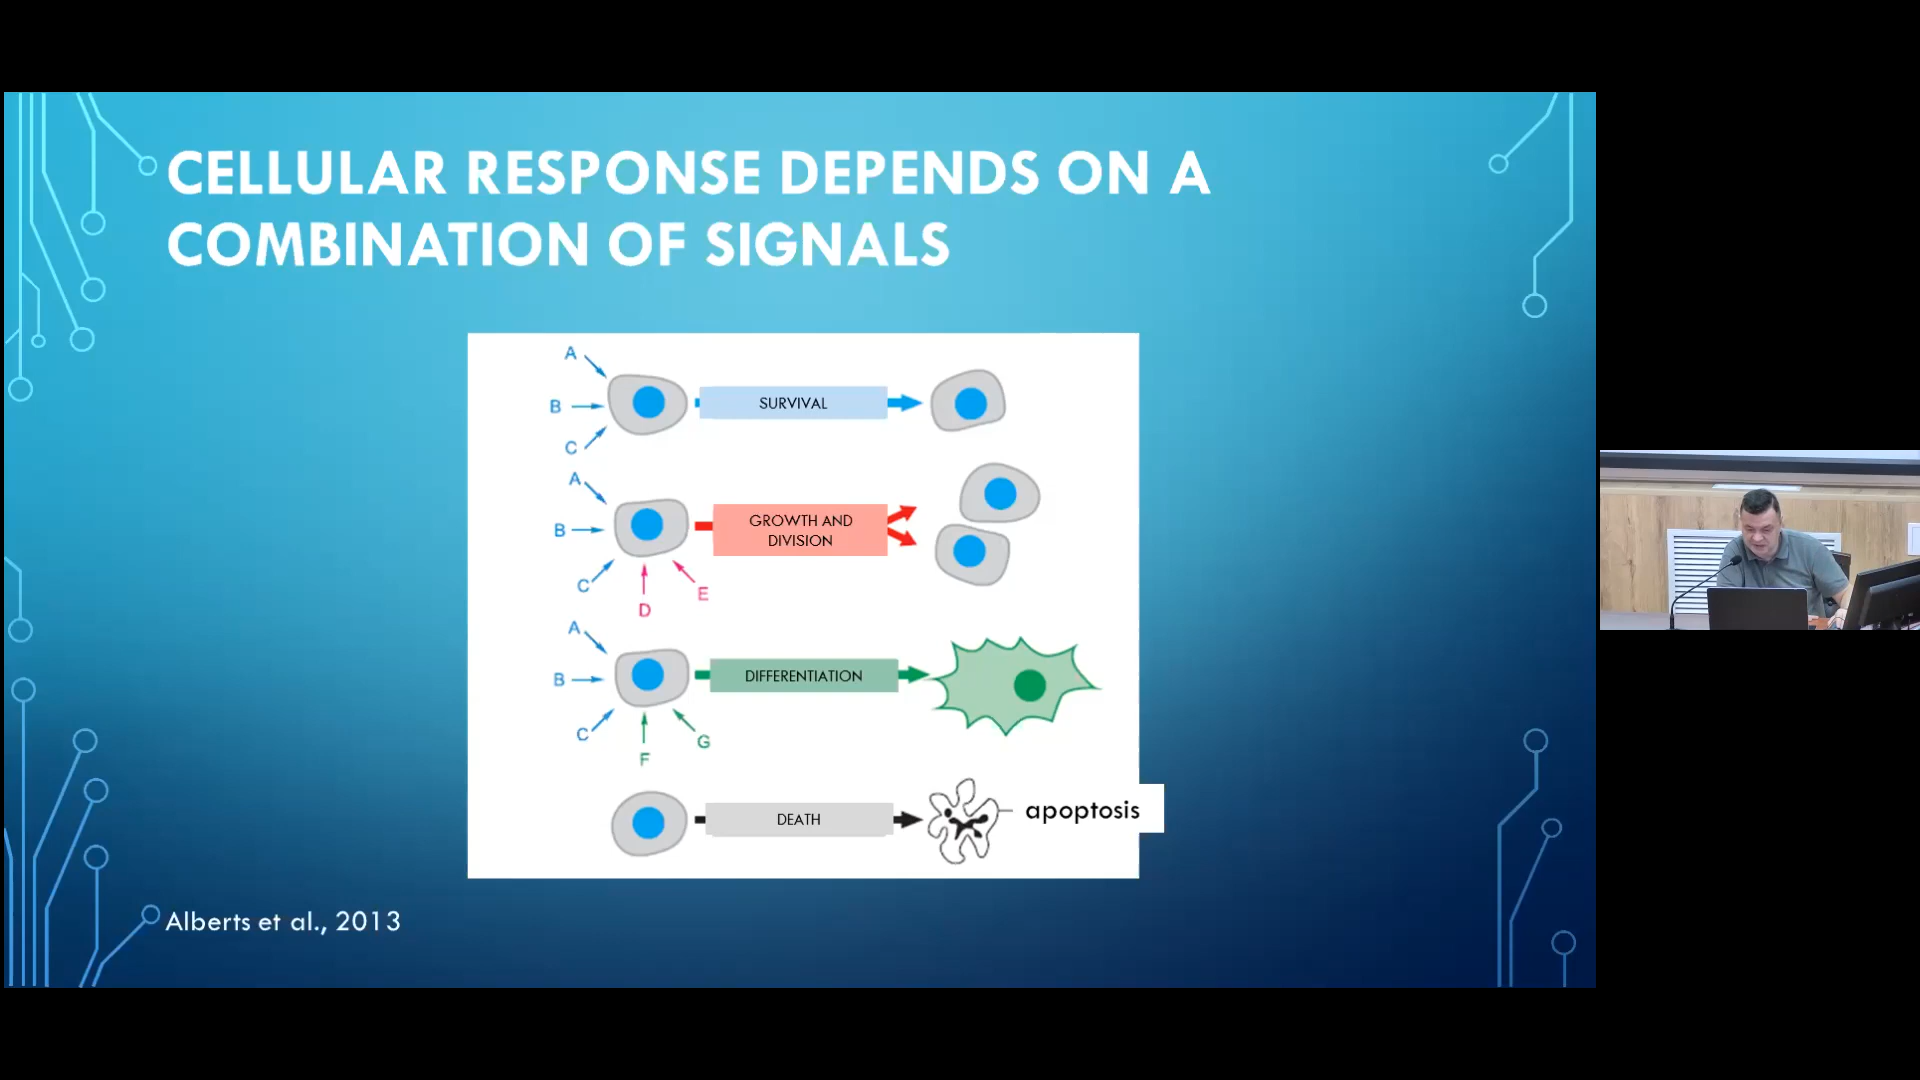 CELLULAR RESPONSE DEPENDS ON A
COMBINATION OF SIGNALS
A
B
C
SURVIVAL
A
B
C
D
E
GROWTH AND
DIVISION
A
B
C
F
G
DIFFERENTIATION
DEATH
apoptosis
Alberts et al., 2013